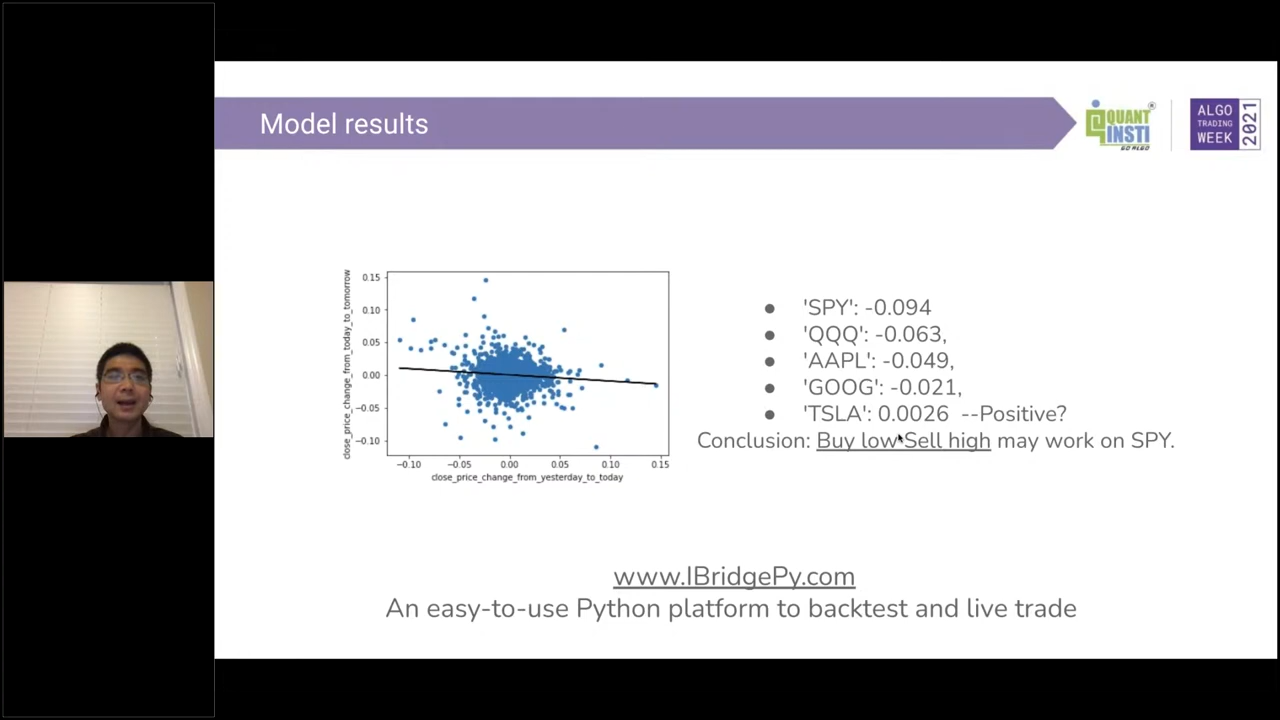 Model results
QUANT
INSTI
GO ALGO
ALGO
TRADING
WEEK
2021
close_price_change_from_today_to_tomorrow
0.15
0.10
0.05
0.00
−0.05
−0.10
−0.10 −0.05 0.00 0.05 0.10 0.15
close_price_change_from_yesterday_to_today
● 'SPY': -0.094
● 'QQQ': -0.063,
● 'AAPL': -0.049,
● 'GOOG': -0.021,
● 'TSLA': 0.0026 --Positive?
Conclusion: Buy low Sell high may work on SPY.
www.IBridgePy.com
An easy-to-use Python platform to backtest and live trade